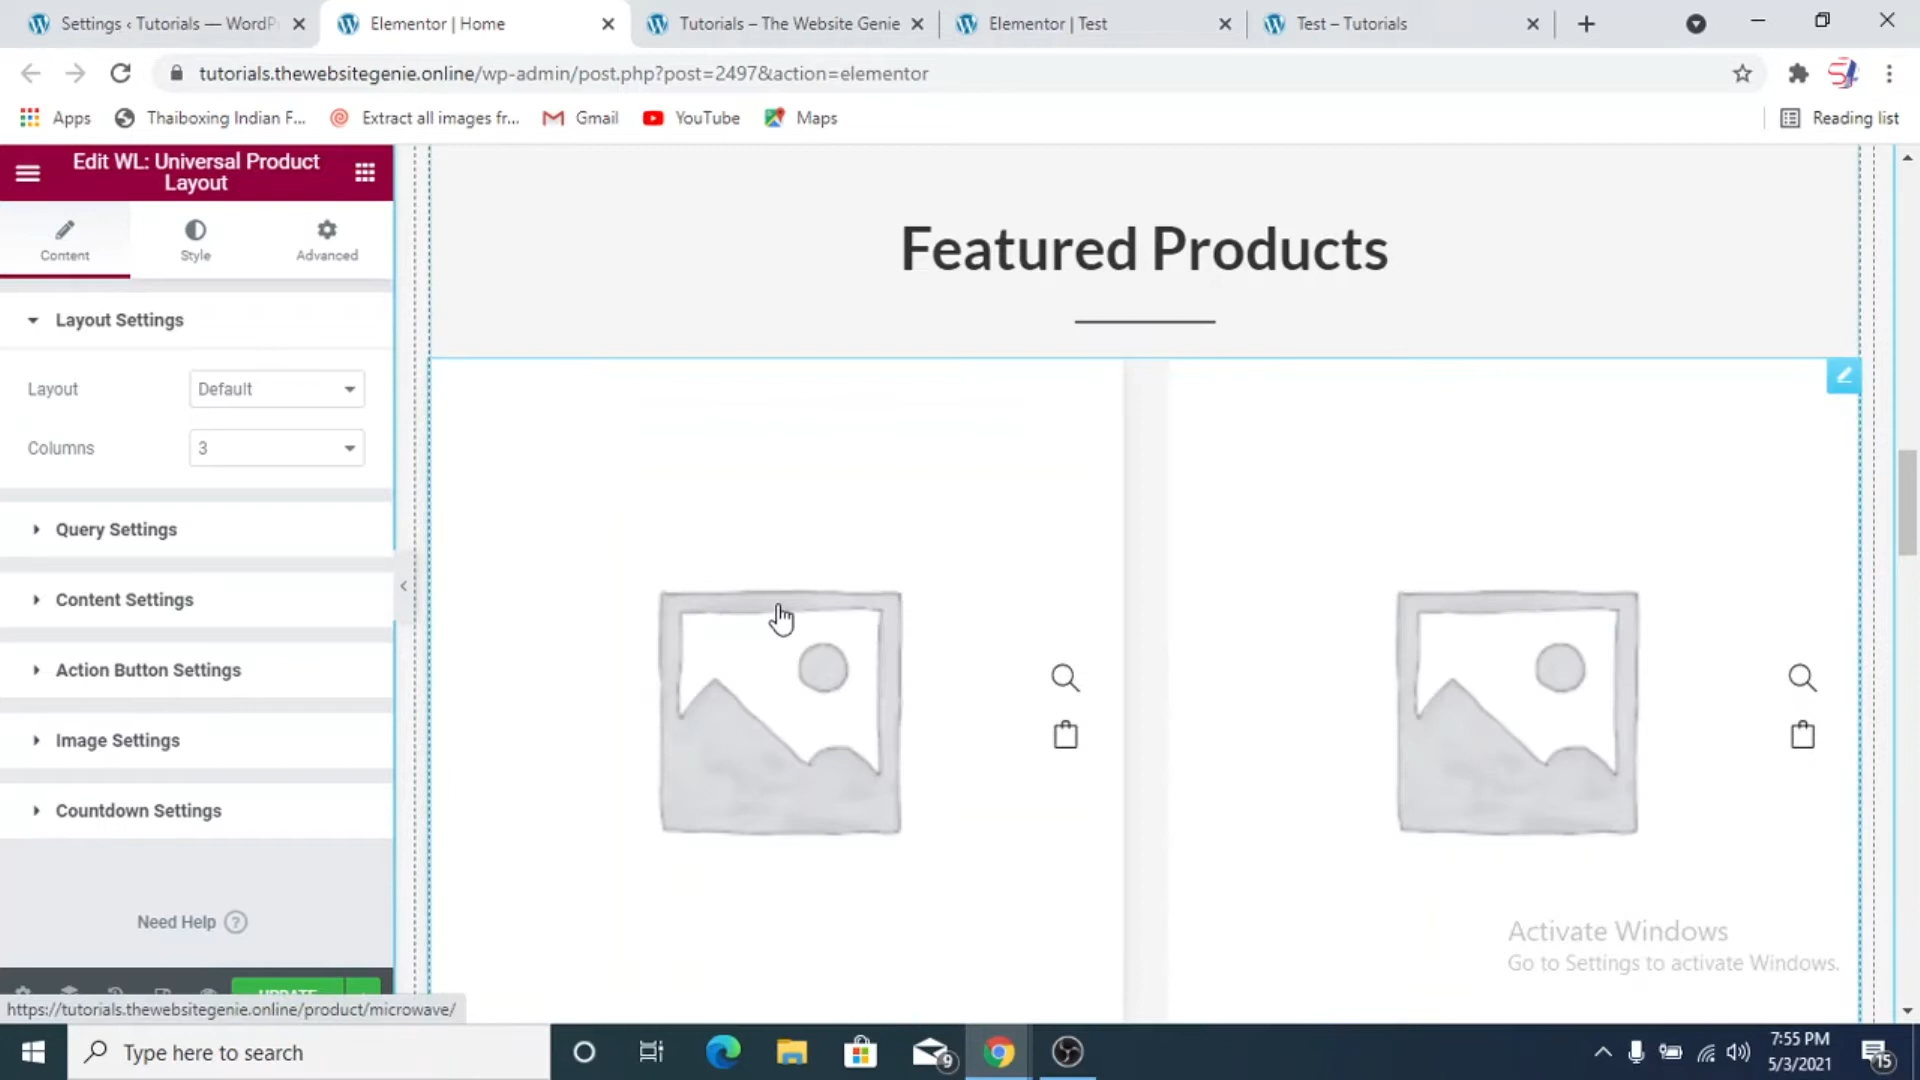 Settings ‹ Tutorials — WordP
Elementor | Home
Tutorials – The Website Genie
Elementor | Test
Test – Tutorials
tutorials.thewebsitegenie.online/wp-admin/post.php?post=2497&action=elementor
Apps
Thaiboxing Indian F...
Extract all images fr...
Gmail
YouTube
Maps
Reading list
Edit WL: Universal Product
Layout
Content
Style
Advanced
Layout Settings
Layout
Default
Columns
3
Query Settings
Content Settings
Action Button Settings
Image Settings
Countdown Settings
Need Help ?
UPDATE
Featured Products
Activate Windows
Go to Settings to activate Windows.
https://tutorials.thewebsitegenie.online/product/microwave/
Type here to search
9
7:55 PM
5/3/2021
15